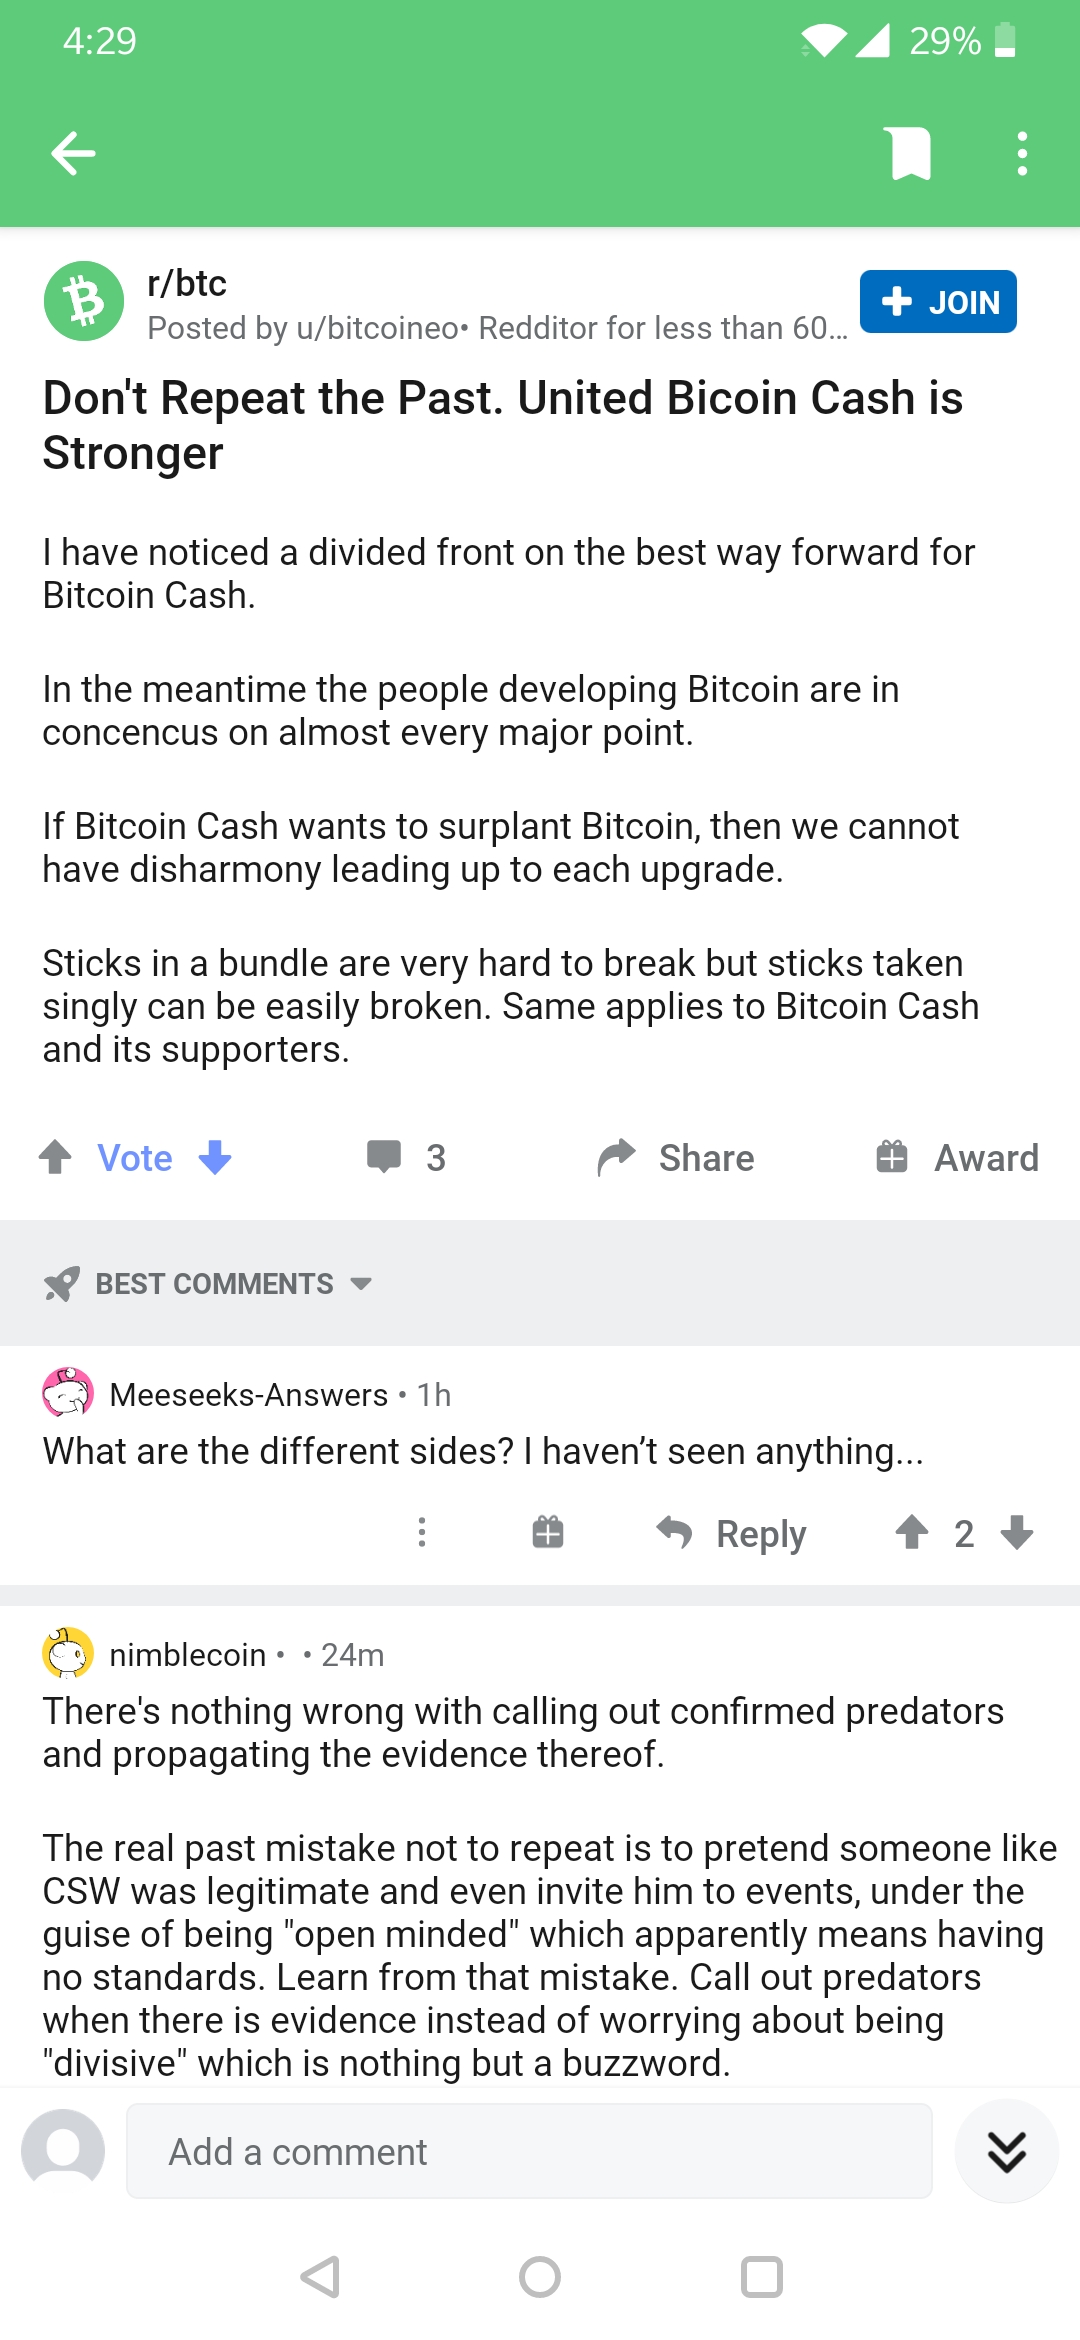 4:29
29%
r/btc
Posted by u/bitcoineo• Redditor for less than 60...
JOIN
Don't Repeat the Past. United Bicoin Cash is
Stronger
I have noticed a divided front on the best way forward for
Bitcoin Cash.
In the meantime the people developing Bitcoin are in
concencus on almost every major point.
If Bitcoin Cash wants to surplant Bitcoin, then we cannot
have disharmony leading up to each upgrade.
Sticks in a bundle are very hard to break but sticks taken
singly can be easily broken. Same applies to Bitcoin Cash
and its supporters.
Vote 3 Share Award
BEST COMMENTS
Meeseeks-Answers • 1h
What are the different sides? I haven’t seen anything...
Reply 2
nimblecoin • • 24m
There's nothing wrong with calling out confirmed predators
and propagating the evidence thereof.
The real past mistake not to repeat is to pretend someone like
CSW was legitimate and even invite him to events, under the
guise of being "open minded" which apparently means having
no standards. Learn from that mistake. Call out predators
when there is evidence instead of worrying about being
"divisive" which is nothing but a buzzword.
Add a comment